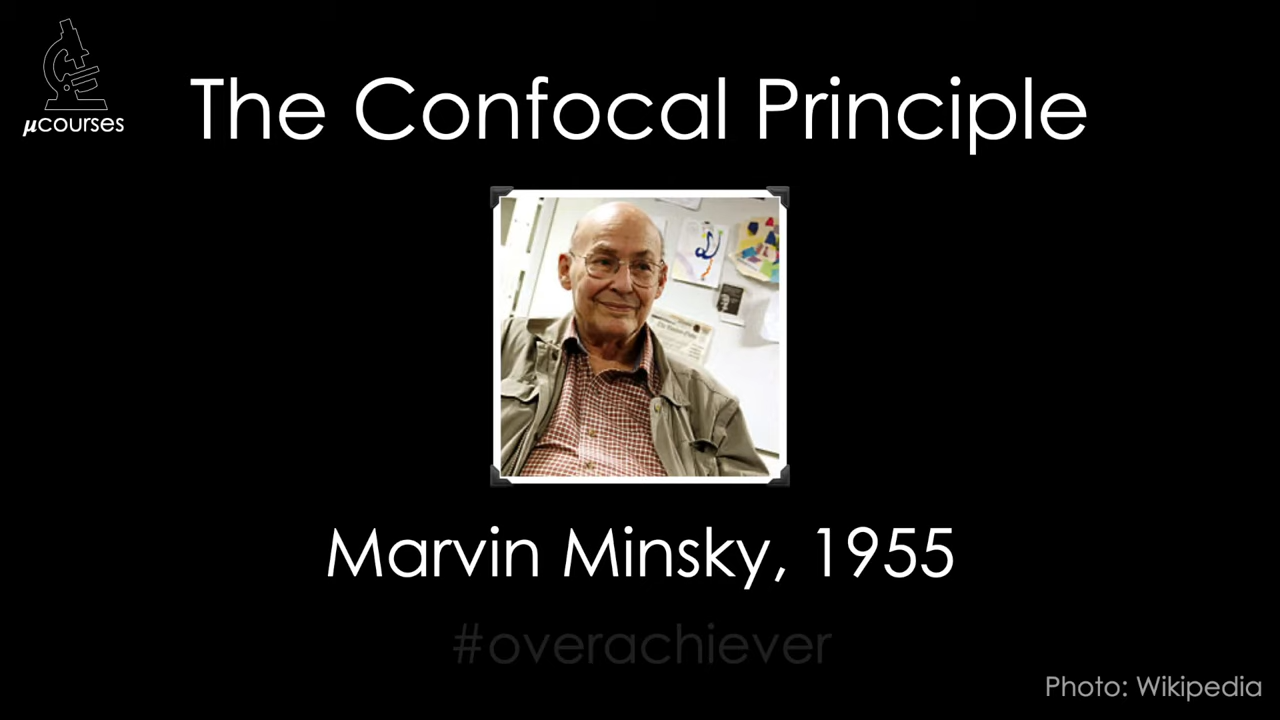 µcourses
The Confocal Principle
Marvin Minsky, 1955
#overachiever
Photo: Wikipedia